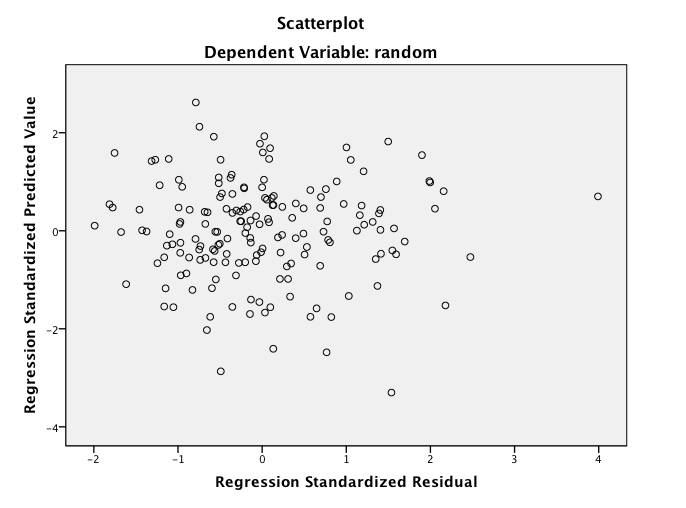 Scatterplot
Dependent Variable: random
Regression Standardized Predicted Value
2
0
-2
-4
-2
-1
0
1
2
3
4
Regression Standardized Residual